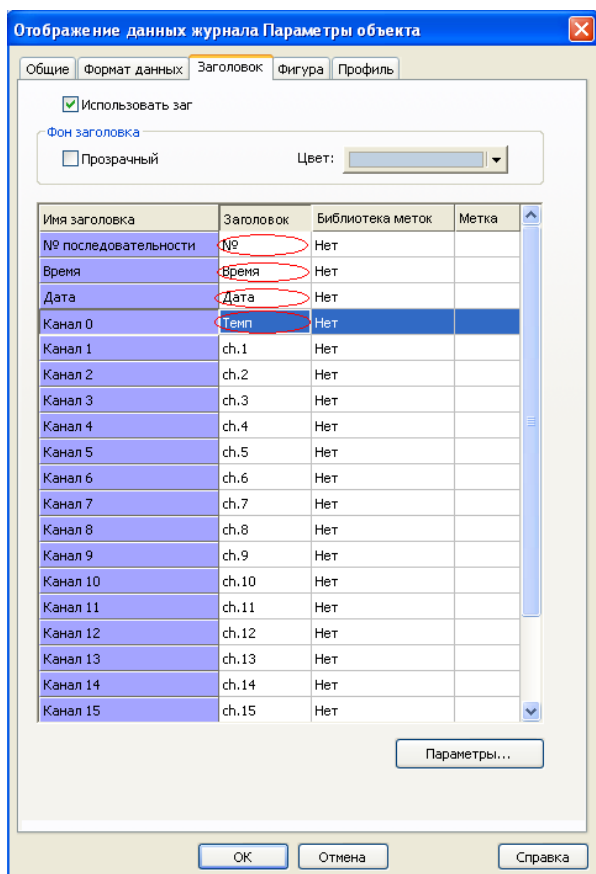 Отображение данных журнала Параметры объекта
Общие Формат данных Заголовок Фигура Профиль
Использовать заг
Фон заголовка
Прозрачный Цвет:
Имя заголовка Заголовок Библиотека меток Метка
№ последовательности № Нет
Время Время Нет
Дата Дата Нет
Канал 0 Темп Нет
Канал 1 ch.1 Нет
Канал 2 ch.2 Нет
Канал 3 ch.3 Нет
Канал 4 ch.4 Нет
Канал 5 ch.5 Нет
Канал 6 ch.6 Нет
Канал 7 ch.7 Нет
Канал 8 ch.8 Нет
Канал 9 ch.9 Нет
Канал 10 ch.10 Нет
Канал 11 ch.11 Нет
Канал 12 ch.12 Нет
Канал 13 ch.13 Нет
Канал 14 ch.14 Нет
Канал 15 ch.15 Нет
Параметры...
ОК Отмена Справка